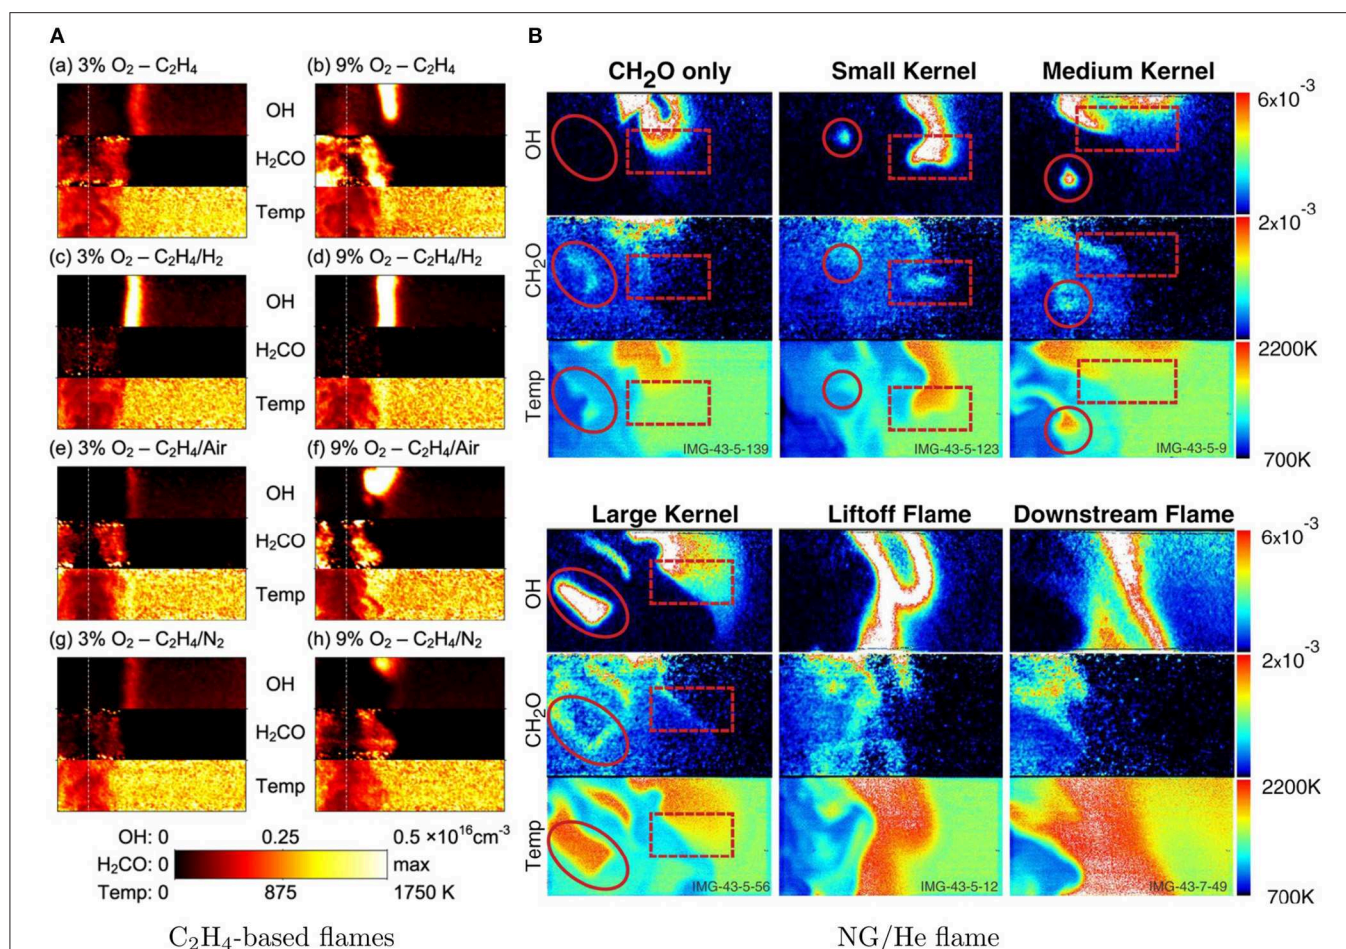 A
(a) 3% O₂ – C₂H₄
(b) 9% O₂ – C₂H₄
OH
H₂CO
Temp
(c) 3% O₂ – C₂H₄/H₂
(d) 9% O₂ – C₂H₄/H₂
OH
H₂CO
Temp
(e) 3% O₂ – C₂H₄/Air
(f) 9% O₂ – C₂H₄/Air
OH
H₂CO
Temp
(g) 3% O₂ – C₂H₄/N₂
(h) 9% O₂ – C₂H₄/N₂
OH
H₂CO
Temp
OH: 0 0.25 0.5 ×10¹⁶cm⁻³
H₂CO: 0 max
Temp: 0 875 1750 K
C₂H₄-based flames
B
CH₂O only
Small Kernel
Medium Kernel
OH
6x10⁻³
CH₂O
2x10⁻³
Temp
2200K
IMG-43-5-139
IMG-43-5-123
IMG-43-5-9
700K
Large Kernel
Liftoff Flame
Downstream Flame
OH
6x10⁻³
CH₂O
2x10⁻³
Temp
2200K
IMG-43-5-56
IMG-43-5-12
IMG-43-7-49
700K
NG/He flame